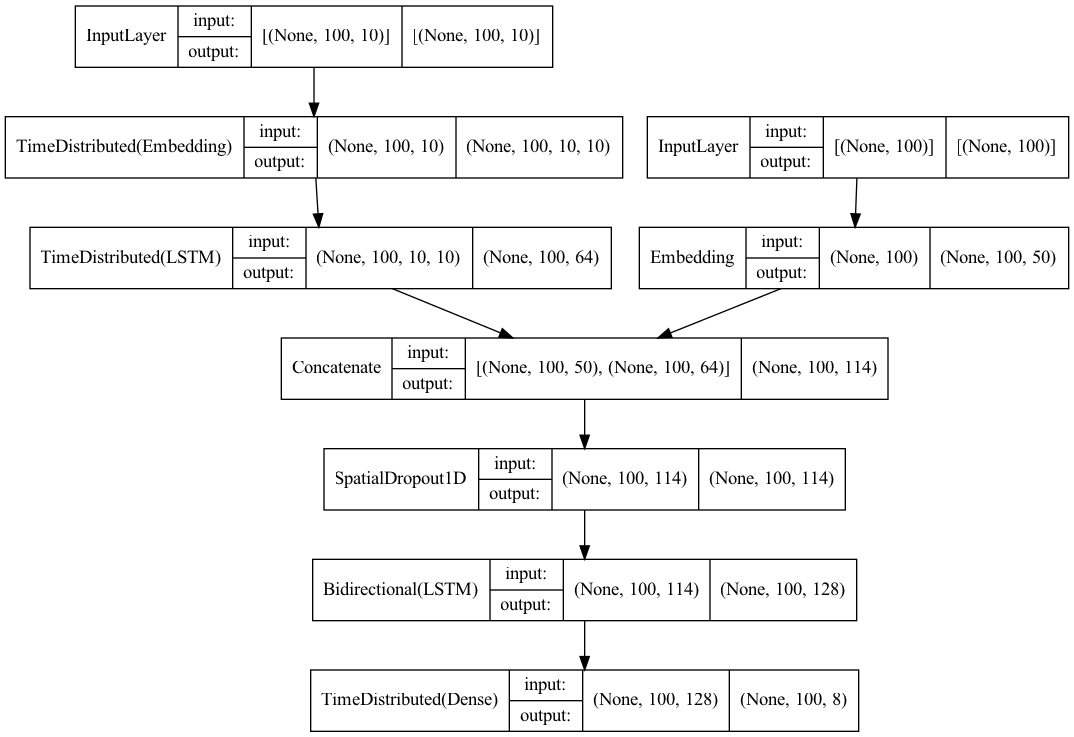 InputLayer input: output: [(None, 100, 10)] [(None, 100, 10)]
TimeDistributed(Embedding) input: output: (None, 100, 10) (None, 100, 10, 10)
InputLayer input: output: [(None, 100)] [(None, 100)]
TimeDistributed(LSTM) input: output: (None, 100, 10, 10) (None, 100, 64)
Embedding input: output: (None, 100) (None, 100, 50)
Concatenate input: output: [(None, 100, 50), (None, 100, 64)] (None, 100, 114)
SpatialDropout1D input: output: (None, 100, 114) (None, 100, 114)
Bidirectional(LSTM) input: output: (None, 100, 114) (None, 100, 128)
TimeDistributed(Dense) input: output: (None, 100, 128) (None, 100, 8)